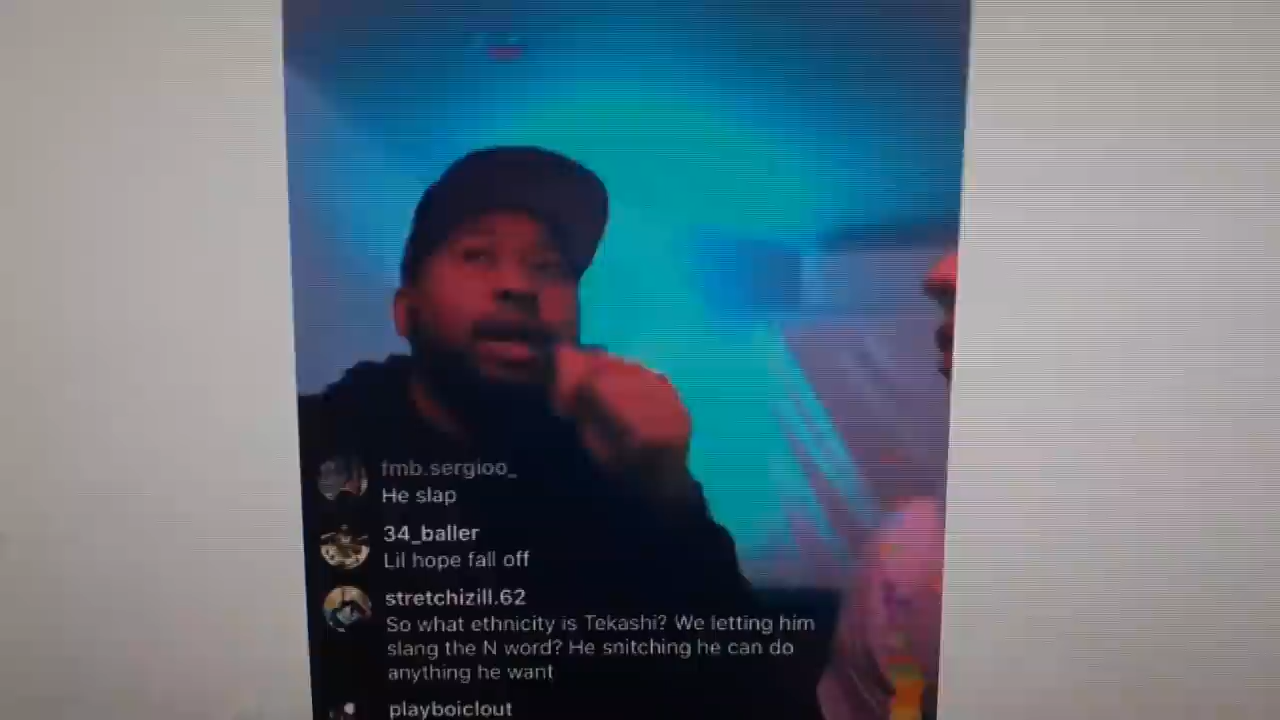 fmb.sergioo_
He slap
34_baller
Lil hope fall off
stretchizill.62
So what ethnicity is Tekashi? We letting him
slang the N word? He snitching he can do
anything he want
playboiclout